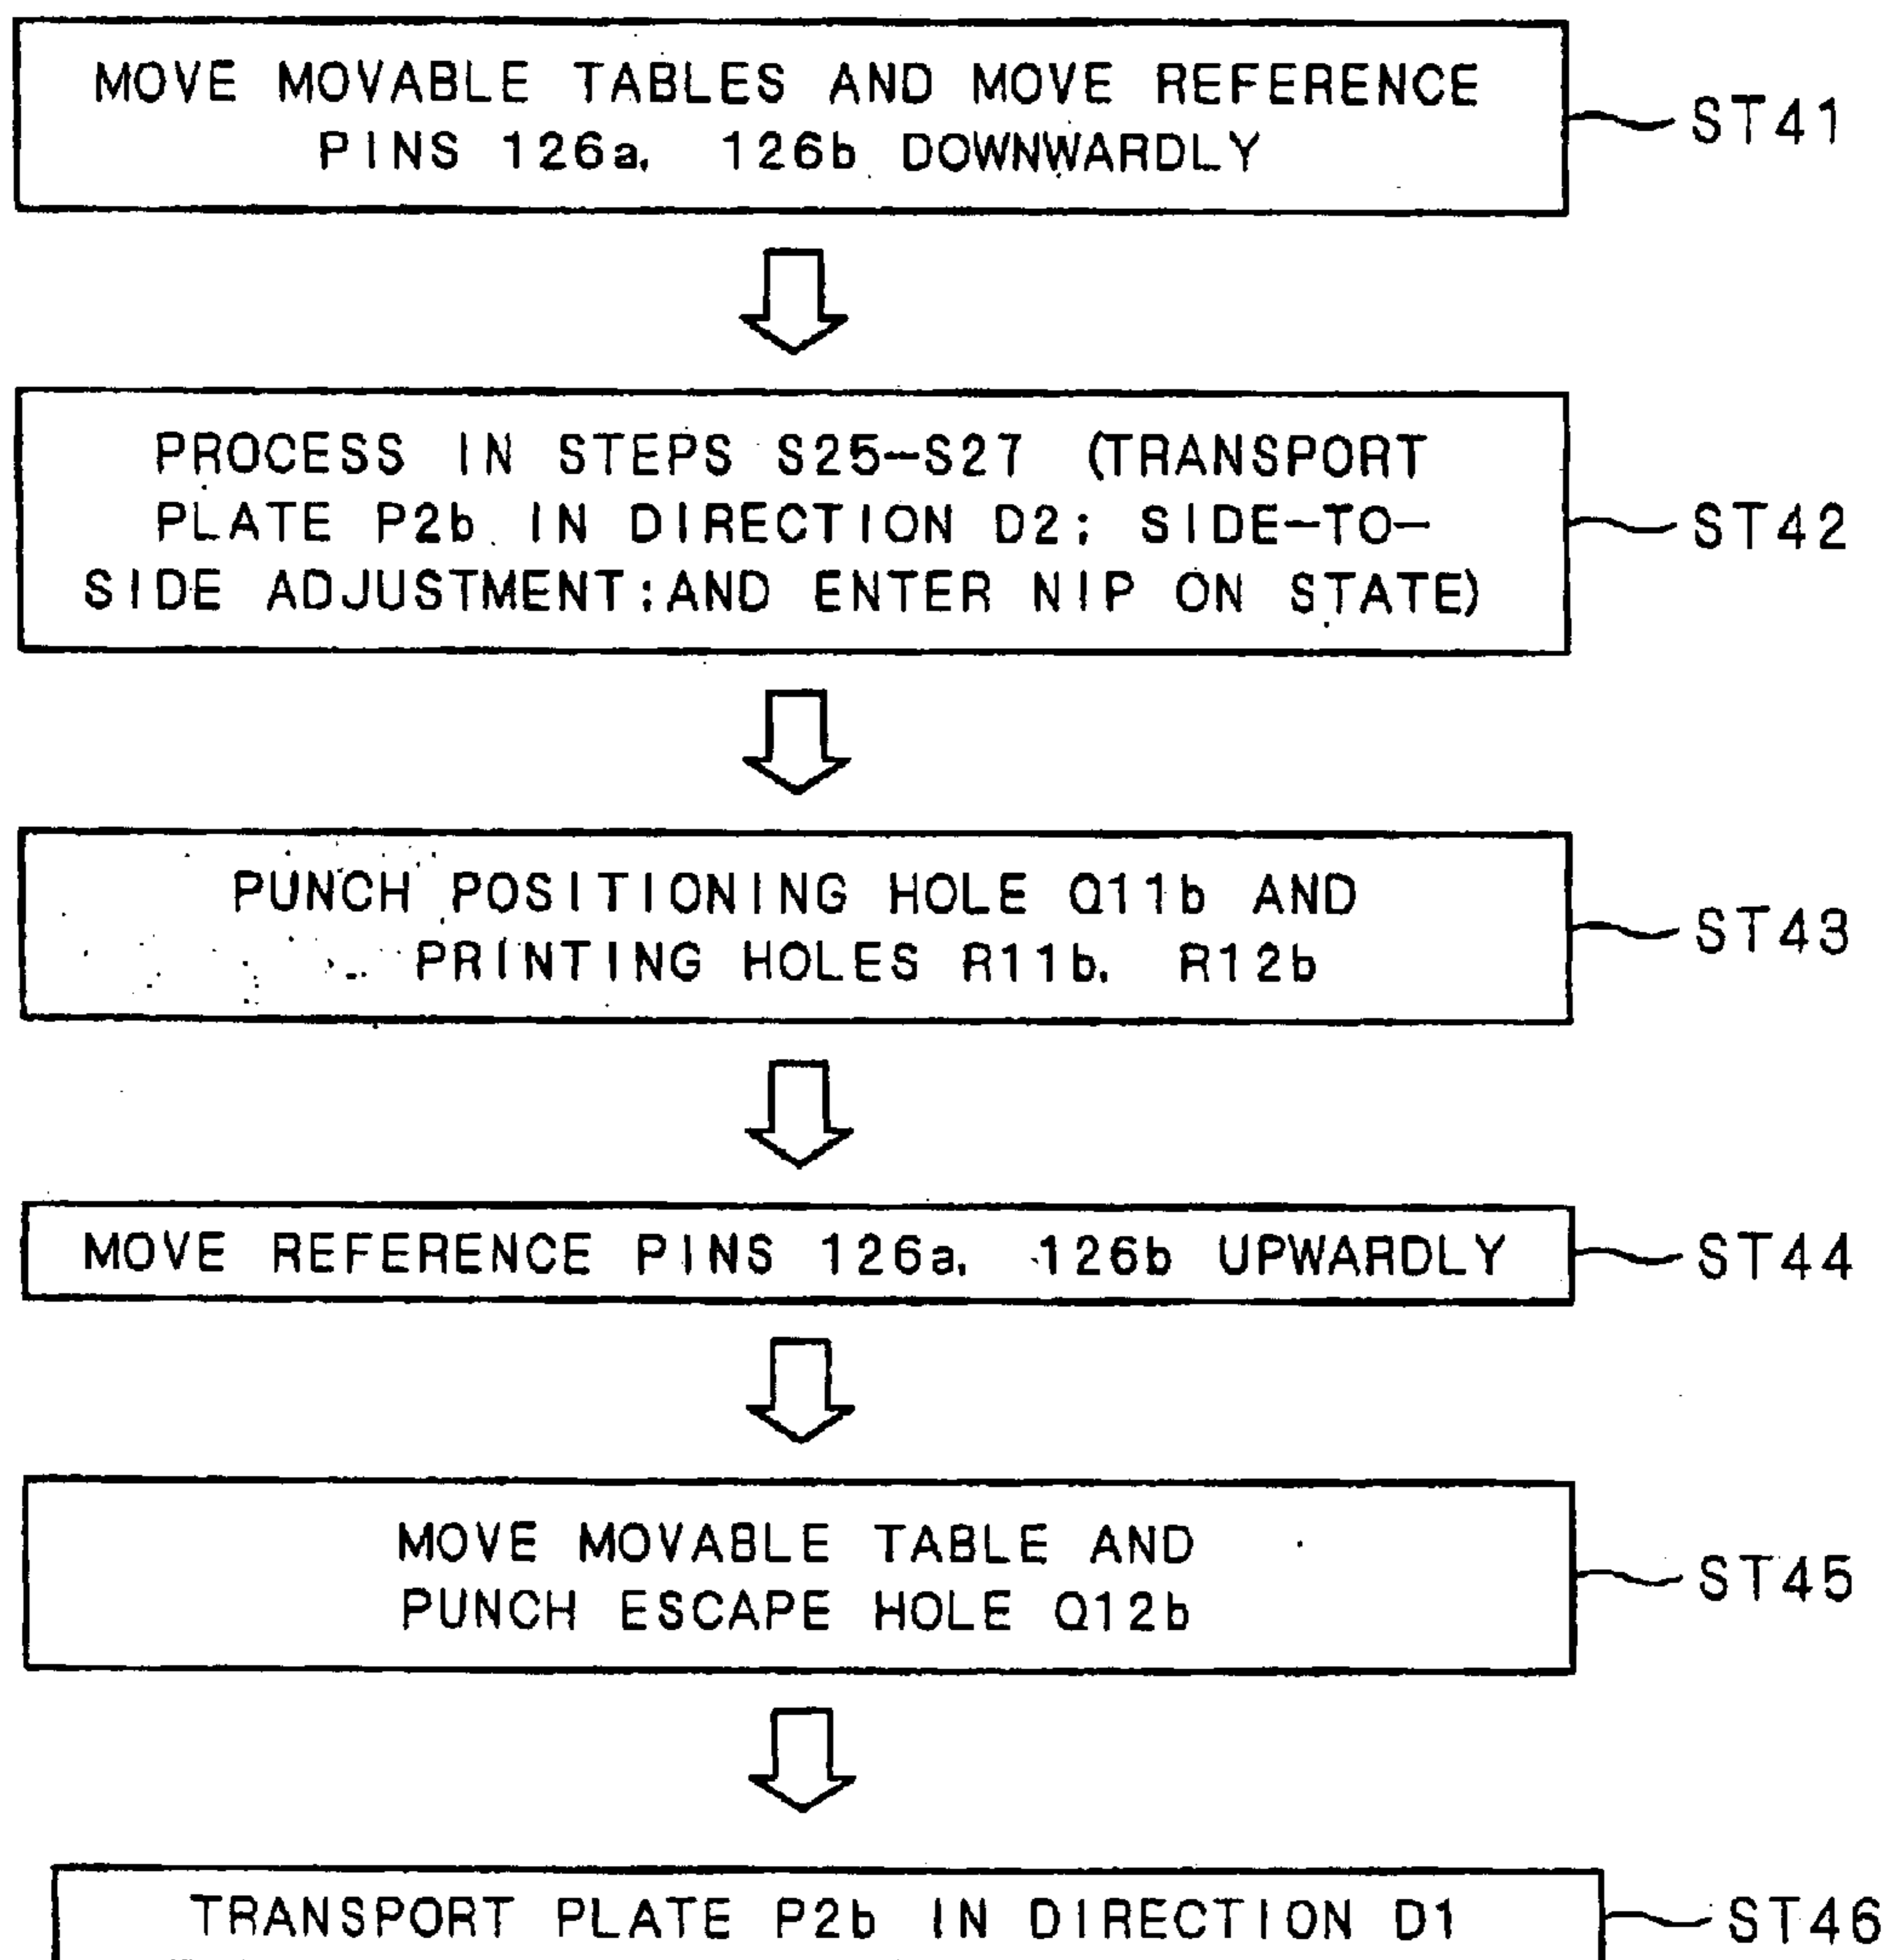 MOVE MOVABLE TABLES AND MOVE REFERENCE
PINS 126a, 126b DOWNWARDLY
ST41
PROCESS IN STEPS S25-S27 (TRANSPORT
PLATE P2b IN DIRECTION D2; SIDE-TO-
SIDE ADJUSTMENT;AND ENTER NIP ON STATE)
ST42
PUNCH POSITIONING HOLE Q11b AND
PRINTING HOLES R11b, R12b
ST43
MOVE REFERENCE PINS 126a, 126b UPWARDLY
ST44
MOVE MOVABLE TABLE AND
PUNCH ESCAPE HOLE Q12b
ST45
TRANSPORT PLATE P2b IN DIRECTION D1
ST46